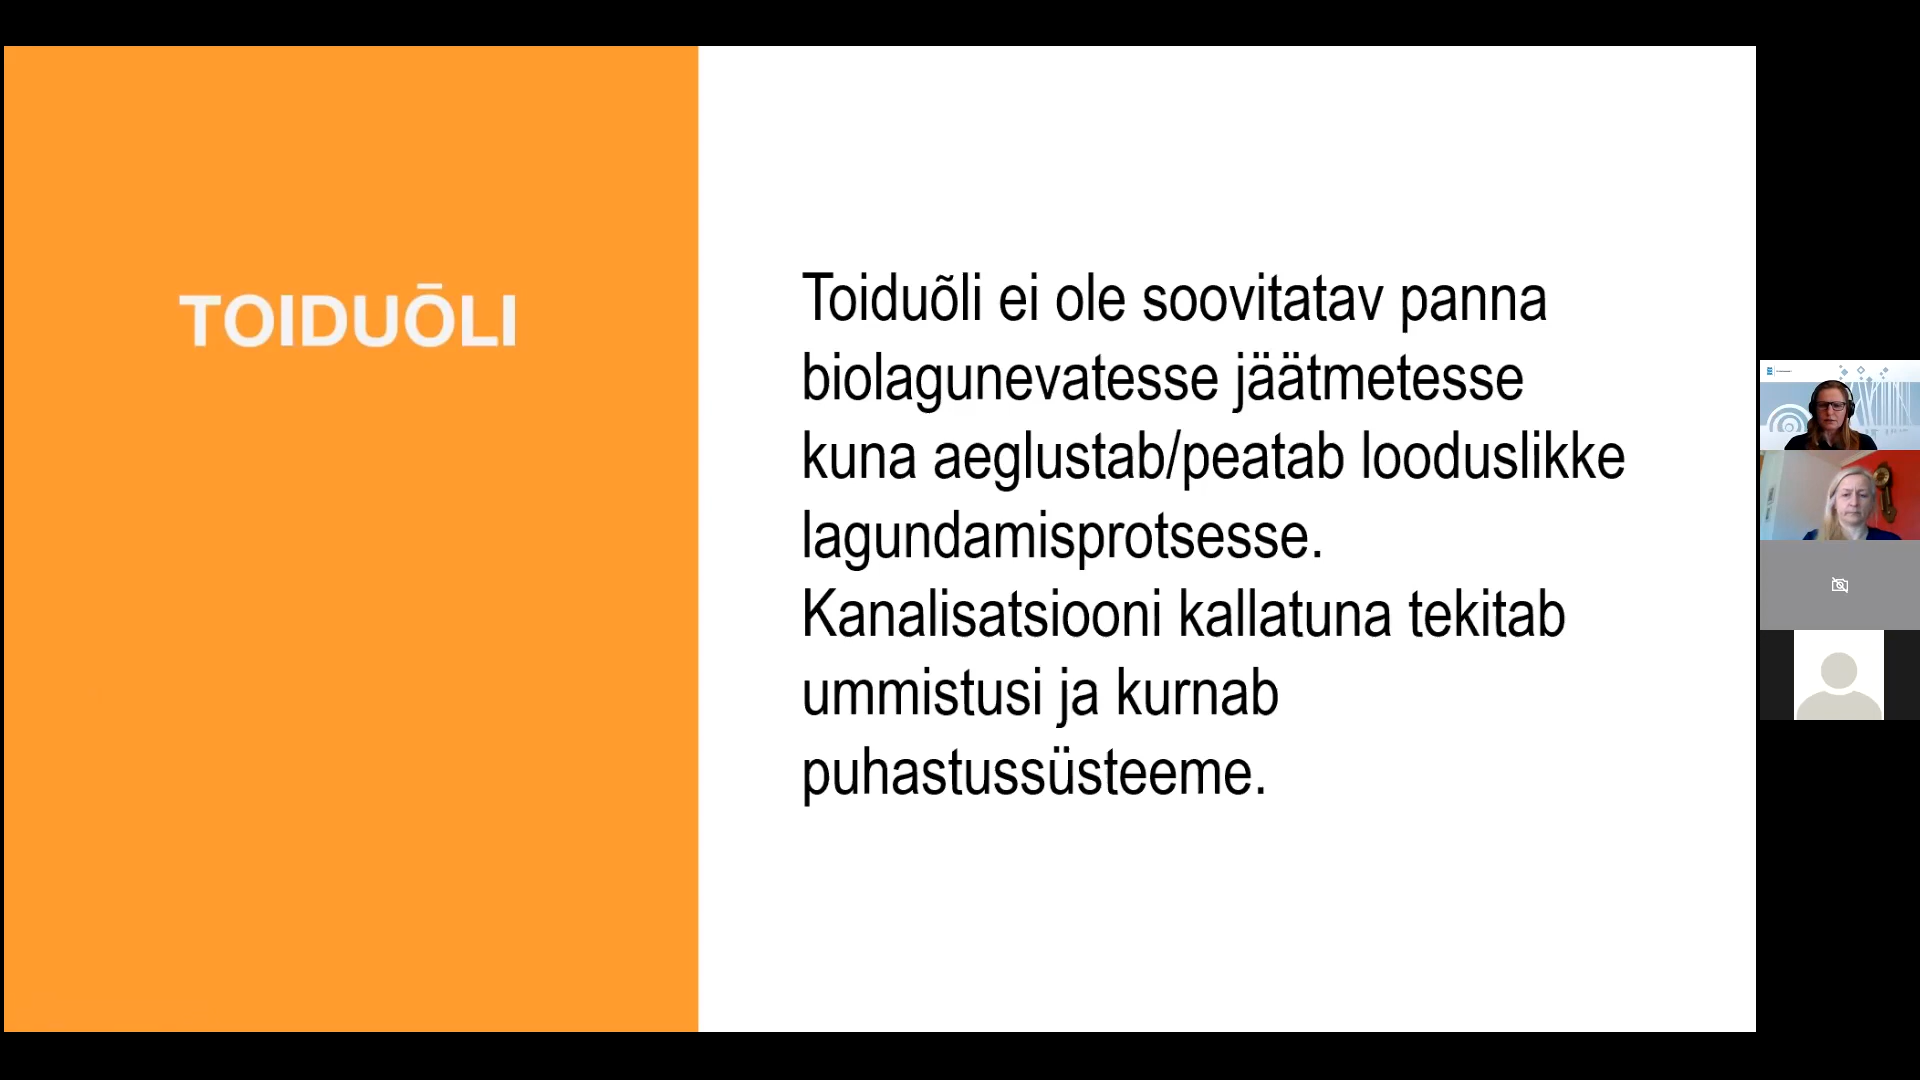 TOIDUÕLI
Toiduõli ei ole soovitatav panna
biolagunevatesse jäätmetesse
kuna aeglustab/peatab looduslikke
lagundamisprotsesse.
Kanalisatsiooni kallatuna tekitab
ummistusi ja kurnab
puhastussüsteeme.